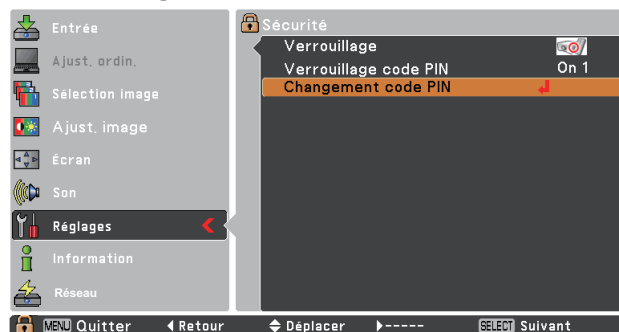 Entrée
Ajust. ordin.
Sélection image
Ajust. image
Écran
Son
Réglages
Information
Réseau
Sécurité
Verrouillage
Verrouillage code PIN On 1
Changement code PIN
MENU Quitter Retour Déplacer ----- SELECT Suivant